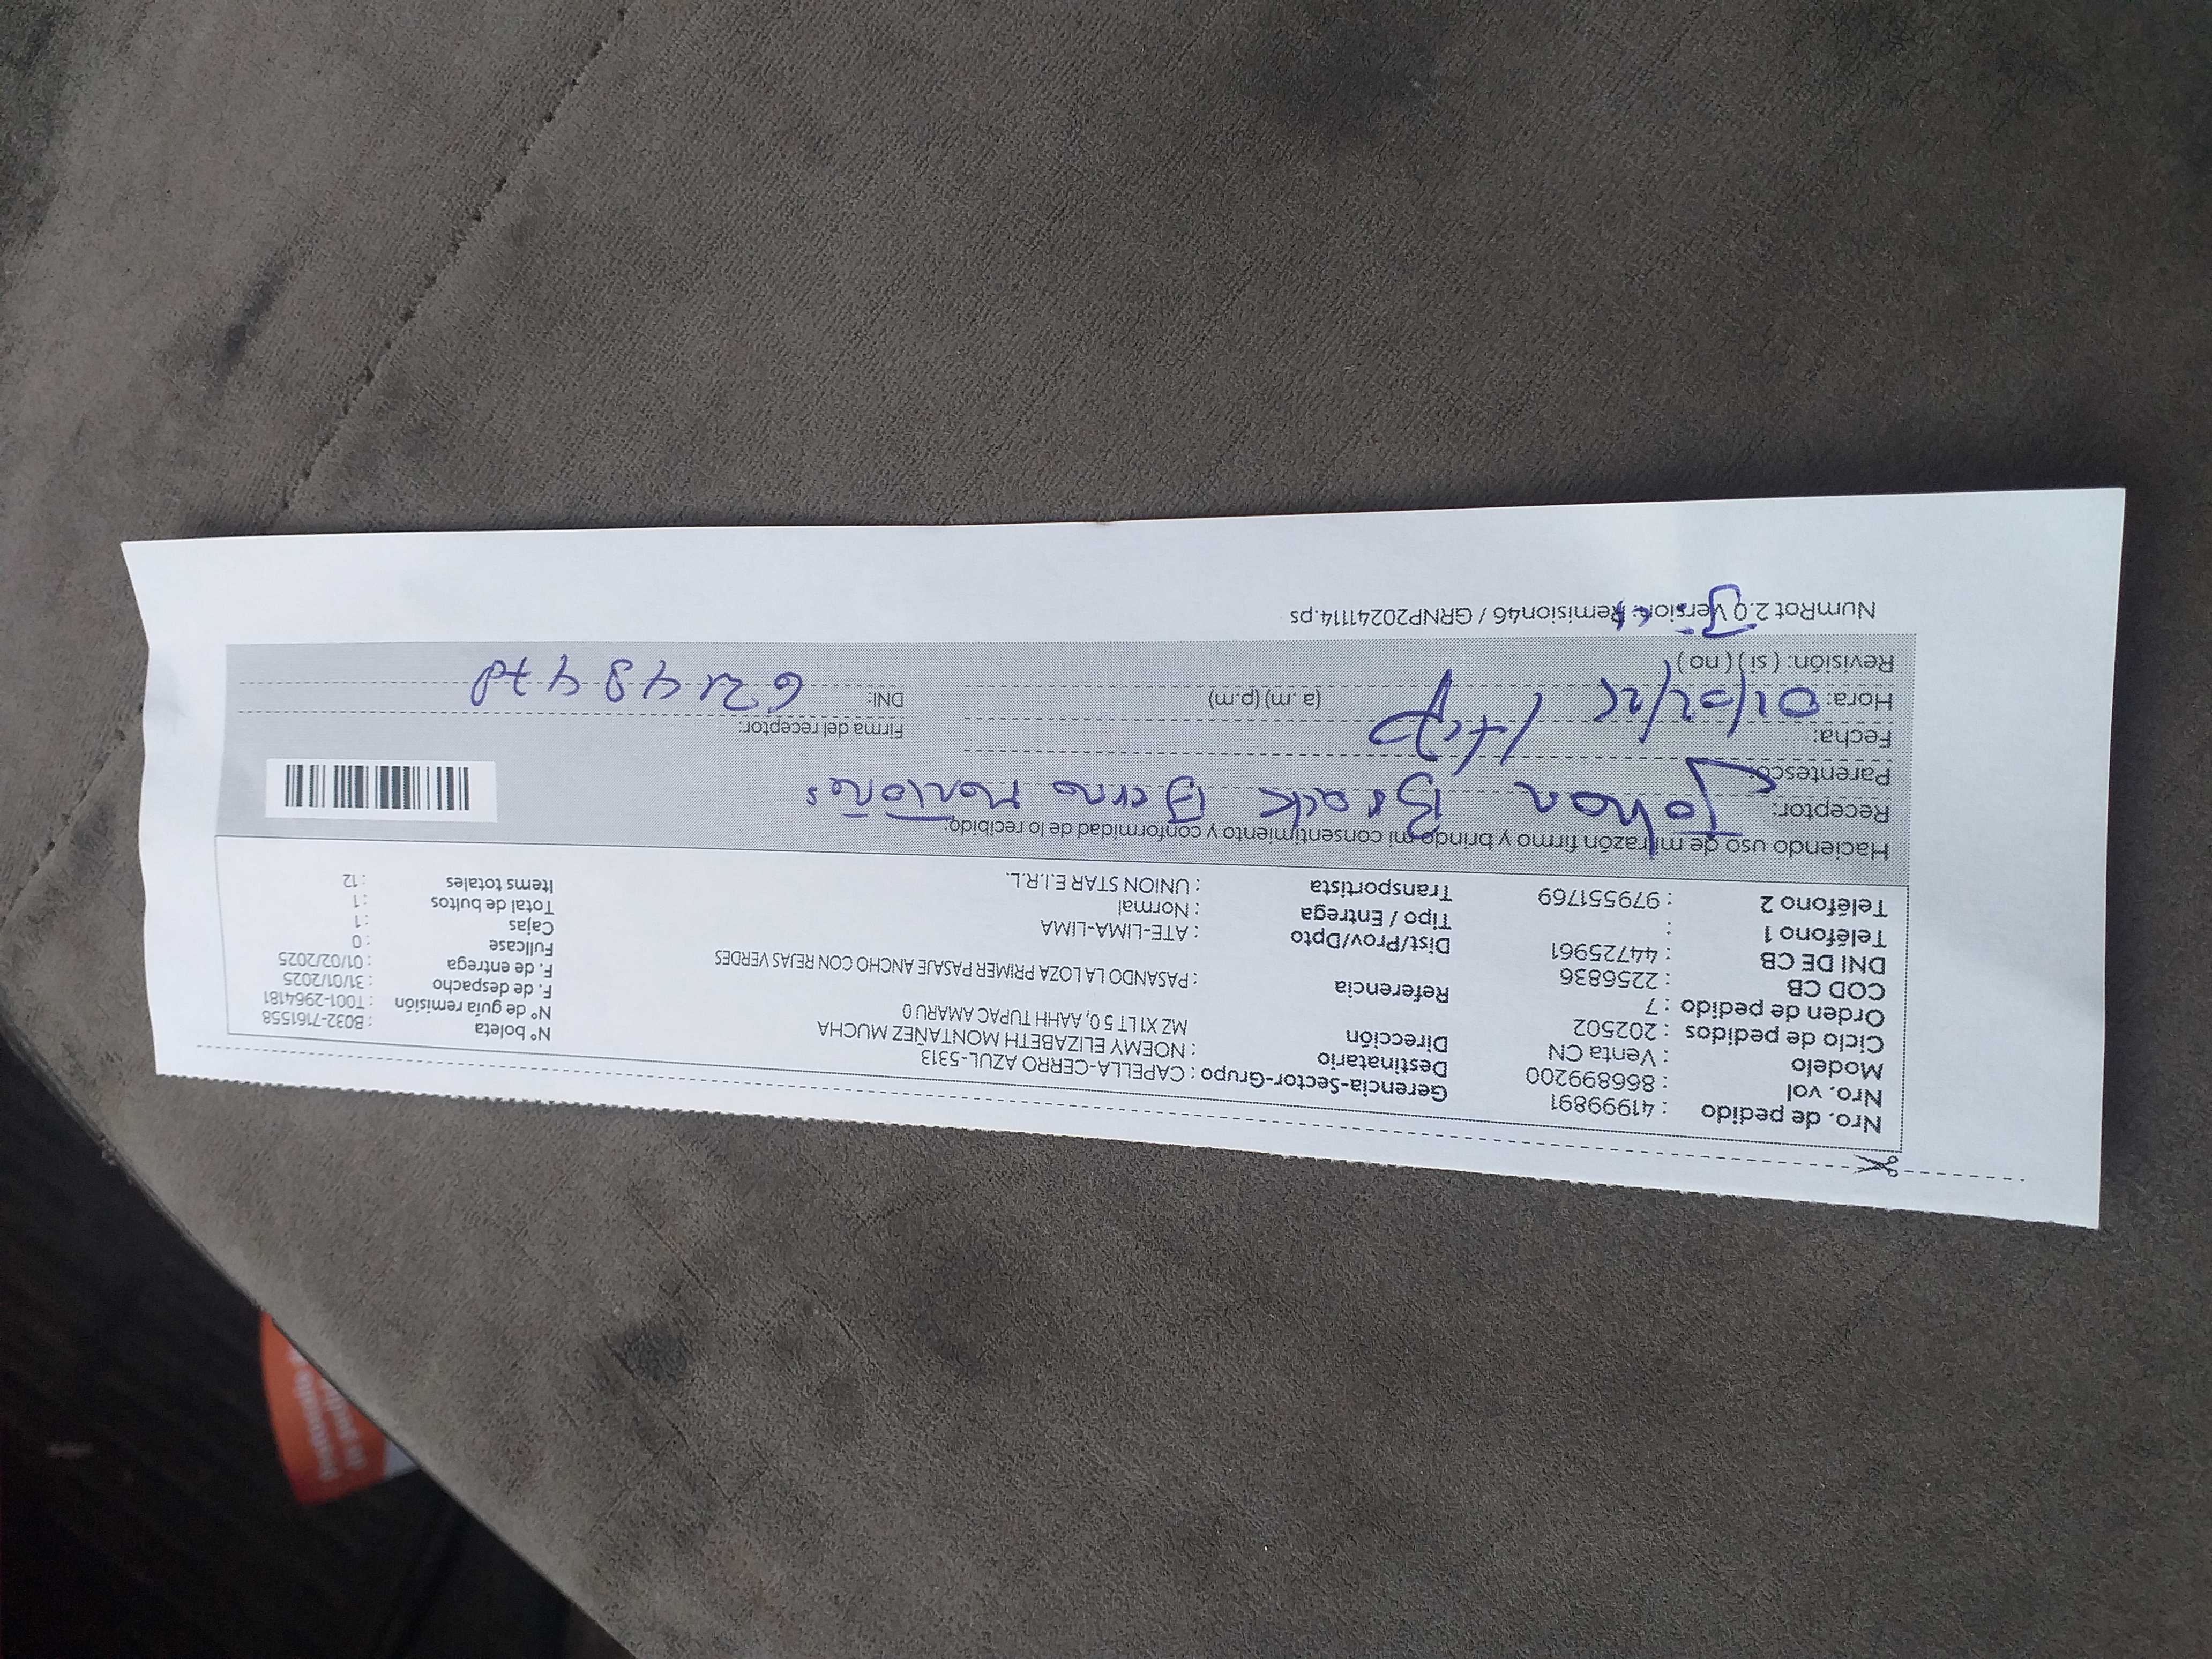 Nro. de pedido : 41999891
Nro. vol : 866899200
Modelo : Venta CN
Ciclo de pedidos : 202502
Orden de pedido : 7
COD CB : 2256836
DNI DE CB : 44725961
Teléfono 1 :
Teléfono 2 : 979551769
Gerencia-Sector-Grupo : CAPELLA-CERRO AZUL-5313
Destinatario : NOEMY ELIZABETH MONTAÑEZ MUCHA
Dirección MZ X1 LT 5 0, AAHH TUPAC AMARU 0
Referencia : PASANDO LA LOZA PRIMER PASAJE ANCHO CON REJAS VERDES
Dist/Prov/Dpto : ATE-LIMA-LIMA
Tipo / Entrega : Normal
Transportista : UNION STAR E.I.R.L.
N° boleta : B032-7161558
N° de guia remisión : T001-2964181
F. de despacho : 31/01/2025
F. de entrega : 01/02/2025
Fullcase : 0
Cajas : 1
Total de bultos : 1
Items totales : 12
Haciendo uso de mi razón firmo y brindo mi consentimiento y conformidad de lo recibido:
Receptor: Johan
Parentesco:
Fecha:
Firma del receptor:
Hora: (a.m) (p.m)
DNI:
Revisión: ( si ) ( no )
NumRot 2.0 Version: Remision46 / GRNP20241114.ps